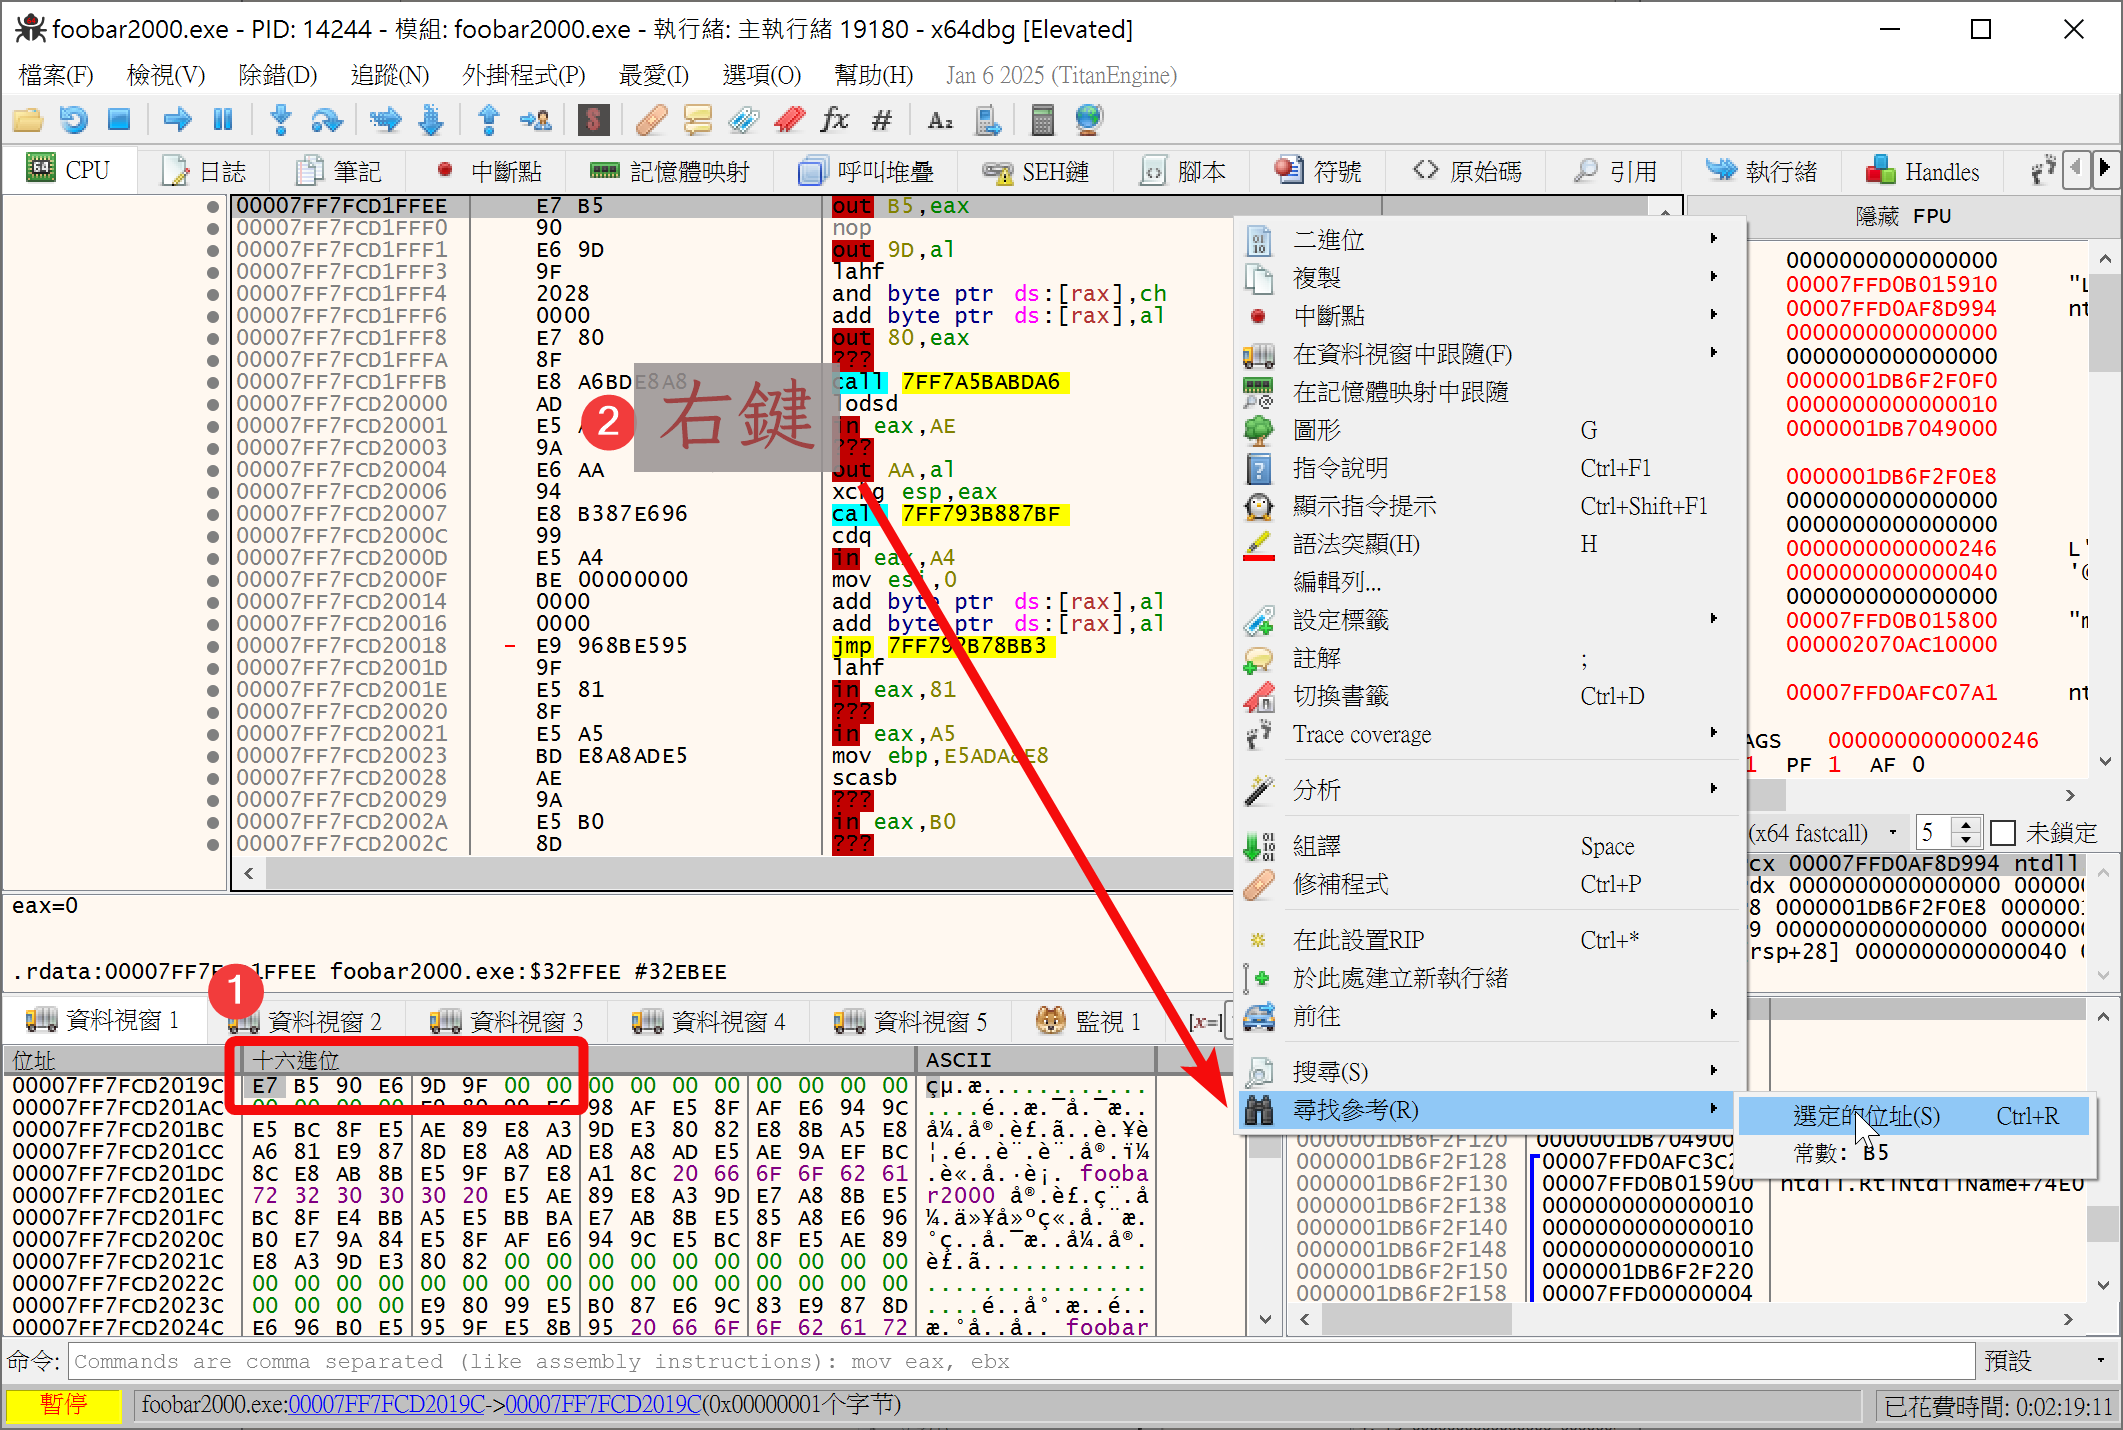 foobar2000.exe - PID: 14244 - 模組: foobar2000.exe - 執行緒: 主執行緒 19180 - x64dbg [Elevated]
檔案(F) 檢視(V) 除錯(D) 追蹤(N) 外掛程式(P) 最愛(I) 選項(O) 幫助(H) Jan 6 2025 (TitanEngine)
CPU 日誌 筆記 中斷點 記憶體映射 呼叫堆疊 SEH鏈 腳本 符號 原始碼 引用 執行緒 Handles
00007FF7FCD1FFEE E7 B5 out B5,eax
00007FF7FCD1FFF0 90 nop
00007FF7FCD1FFF1 E6 9D out 9D,al
00007FF7FCD1FFF3 9F lahf
00007FF7FCD1FFF4 2028 and byte ptr ds:[rax],ch
00007FF7FCD1FFF6 0000 add byte ptr ds:[rax],al
00007FF7FCD1FFF8 E7 80 out 80,eax
00007FF7FCD1FFFA 8F ???
00007FF7FCD1FFFB E8 A6BDE8A8 call 7FF7A5BABDA6
00007FF7FCD20000 AD lodsd
00007FF7FCD20001 E5 in eax,AE
00007FF7FCD20003 9A ???
00007FF7FCD20004 E6 AA out AA,al
00007FF7FCD20006 94 xchg esp,eax
00007FF7FCD20007 E8 B387E696 call 7FF793B887BF
00007FF7FCD2000C 99 cdq
00007FF7FCD2000D E5 A4 in eax,A4
00007FF7FCD2000F BE 00000000 mov esi,0
00007FF7FCD20014 0000 add byte ptr ds:[rax],al
00007FF7FCD20016 0000 add byte ptr ds:[rax],al
00007FF7FCD20018 - E9 968BE595 jmp 7FF792B78BB3
00007FF7FCD2001D 9F lahf
00007FF7FCD2001E E5 81 in eax,81
00007FF7FCD20020 8F ???
00007FF7FCD20021 E5 A5 in eax,A5
00007FF7FCD20023 BD E8A8ADE5 mov ebp,E5ADA8E8
00007FF7FCD20028 AE scasb
00007FF7FCD20029 9A ???
00007FF7FCD2002A E5 B0 in eax,B0
00007FF7FCD2002C 8D ???
2 右鍵
二進位
複製
中斷點
在資料視窗中跟隨(F)
在記憶體映射中跟隨
圖形 G
指令說明 Ctrl+F1
顯示指令提示 Ctrl+Shift+F1
語法突顯(H) H
編輯列...
設定標籤
註解 ;
切換書籤 Ctrl+D
Trace coverage
分析
組譯 Space
修補程式 Ctrl+P
在此設置RIP Ctrl+*
於此處建立新執行緒
前往
搜尋(S)
尋找參考(R)
選定的位址(S) Ctrl+R
常數: B5
隱藏 FPU
0000000000000000
00007FFD0B015910 "L
00007FFD0AF8D994 nt
0000000000000000
0000000000000000
0000001DB6F2F0F0
0000000000000010
0000001DB7049000
0000001DB6F2F0E8
0000000000000000
0000000000000000
0000000000000246 L'
0000000000000040 '@
0000000000000000
00007FFD0B015800 "m
000002070AC10000
00007FFD0AFC07A1 nt
AGS 0000000000000246
1 PF 1 AF 0
(x64 fastcall) 5 未鎖定
cx 00007FFD0AF8D994 ntdll
dx 0000000000000000 00000
8 0000001DB6F2F0E8 0000001
9 0000000000000000 000000
rsp+28] 0000000000000040
eax=0
.rdata:00007FF7F 1FFEE foobar2000.exe:$32FFEE #32EBEE
1
資料視窗 1 資料視窗 2 資料視窗 3 資料視窗 4 資料視窗 5 監視 1 [x=]
位址 十六進位 ASCII
00007FF7FCD2019C E7 B5 90 E6 9D 9F 00 00 00 00 00 00 00 00 00 00 çµ.æ............
00007FF7FCD201AC 00 00 00 00 E9 80 99 E6 98 AF E5 8F AF E6 94 9C ....é..æ.¯å.¯æ..
00007FF7FCD201BC E5 BC 8F E5 AE 89 E8 A3 9D E3 80 82 E8 8B A5 E8 å¼.å®.è£.ã..è.¥è
00007FF7FCD201CC A6 81 E9 87 8D E8 A8 AD E8 A8 AD E5 AE 9A EF BC ¦.é..è¨.è¨.å®.ï¼
00007FF7FCD201DC 8C E8 AB 8B E5 9F B7 E8 A1 8C 20 66 6F 6F 62 61 .è«.å.·è¡. fooba
00007FF7FCD201EC 72 32 30 30 30 20 E5 AE 89 E8 A3 9D E7 A8 8B E5 r2000 å®.è£.ç¨.å
00007FF7FCD201FC BC 8F E4 BB A5 E5 BB BA E7 AB 8B E5 85 A8 E6 96 ¼.ä»¥å»ºç«.å.¨æ.
00007FF7FCD2020C B0 E7 9A 84 E5 8F AF E6 94 9C E5 BC 8F E5 AE 89 °ç..å.¯æ..å¼.å®.
00007FF7FCD2021C E8 A3 9D E3 80 82 00 00 00 00 00 00 00 00 00 00 è£.ã............
00007FF7FCD2022C 00 00 00 00 00 00 00 00 00 00 00 00 00 00 00 00 ................
00007FF7FCD2023C 00 00 00 00 E9 80 99 E5 B0 87 E6 9C 83 E9 87 8D ....é..å°.æ..é..
00007FF7FCD2024C E6 96 B0 E5 95 9F E5 8B 95 20 66 6F 6F 62 61 72 æ.°å..å.. foobar
0000001DB6F2F120 0000001DB704900
0000001DB6F2F128 00007FFD0AFC3C2
0000001DB6F2F130 00007FFD0B015900 ntdll.RtlNtdllName+74E0
0000001DB6F2F138 0000000000000010
0000001DB6F2F140 0000000000000010
0000001DB6F2F148 0000000000000010
0000001DB6F2F150 0000001DB6F2F220
0000001DB6F2F158 00007FFD00000004
命令: Commands are comma separated (like assembly instructions): mov eax, ebx 預設
暫停 foobar2000.exe:00007FF7FCD2019C->00007FF7FCD2019C(0x00000001个字节) 已花費時間: 0:02:19:11